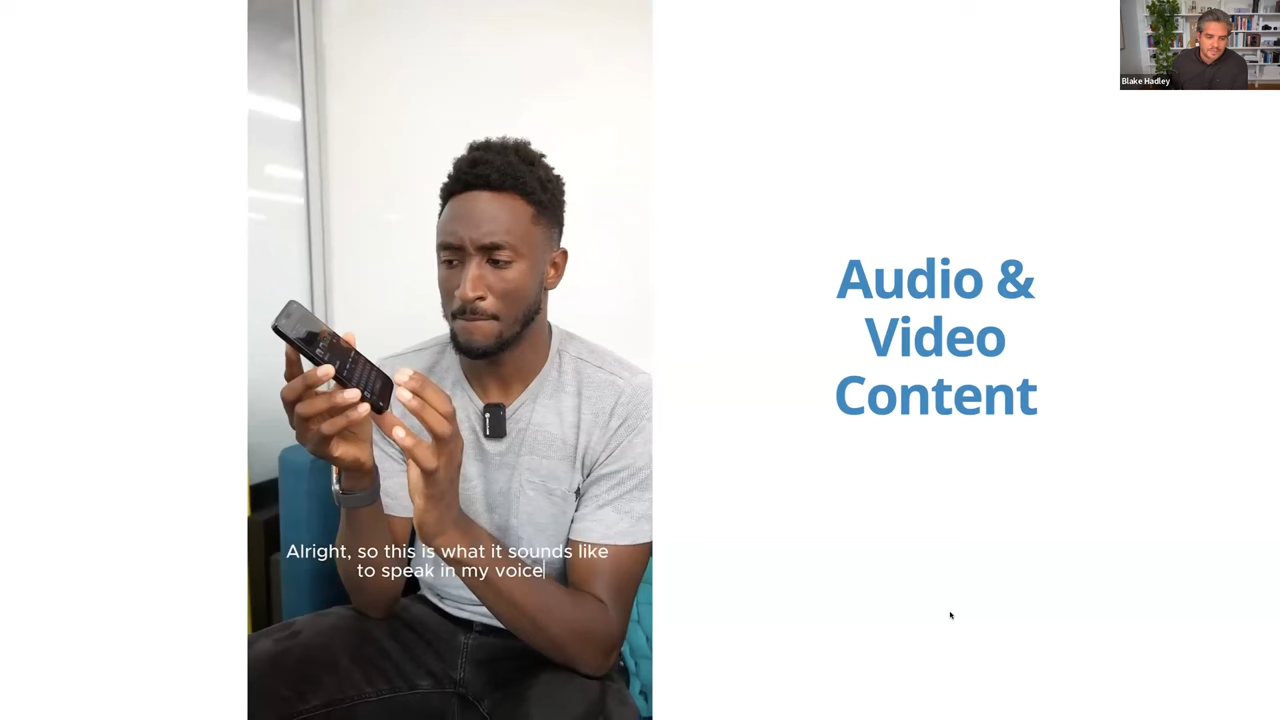 Blake Hadley
Audio &
Video
Content
Alright, so this is what it sounds like
to speak in my voice